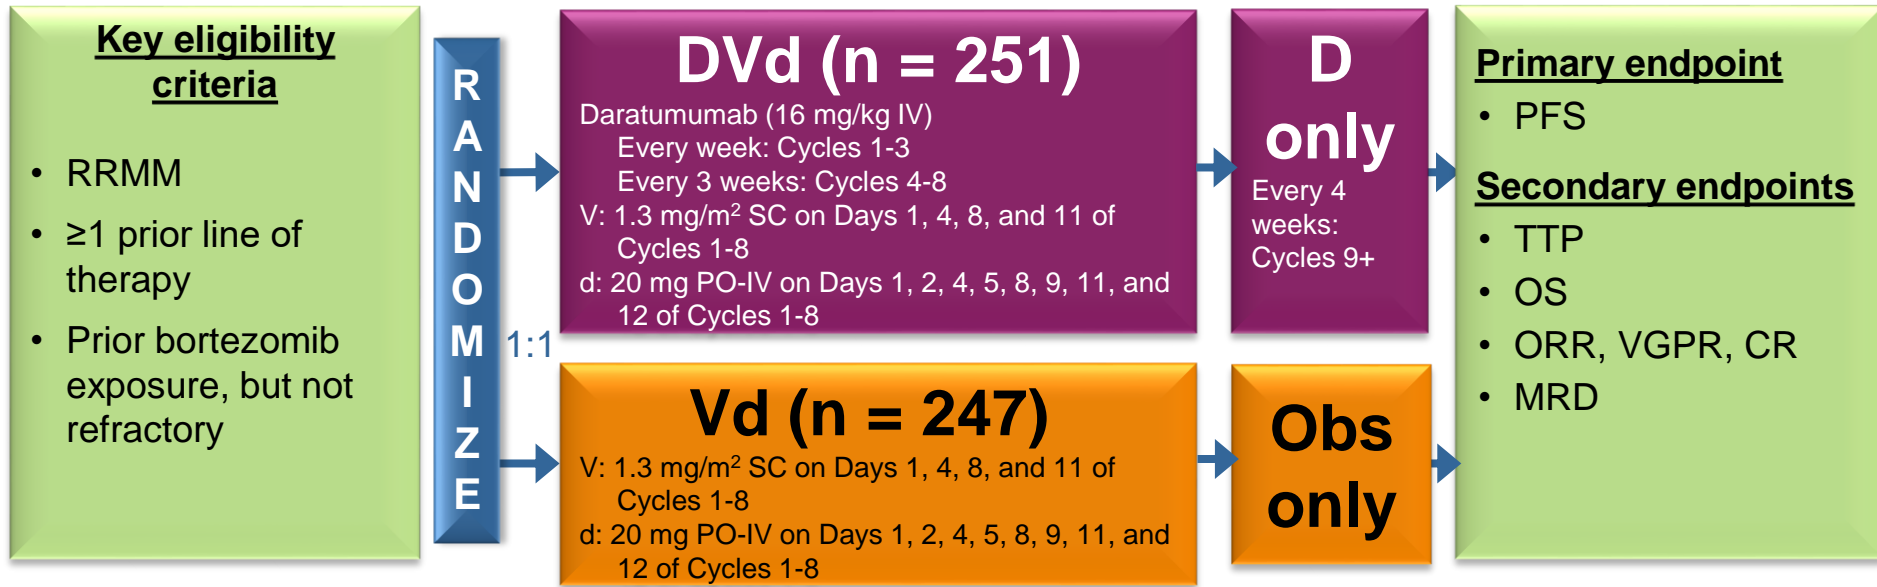 Key eligibility
criteria
• RRMM
• ≥1 prior line of
therapy
• Prior bortezomib
exposure, but not
refractory
R
A
N
D
O
M
I
Z
E
1:1
DVd (n = 251)
Daratumumab (16 mg/kg IV)
Every week: Cycles 1-3
Every 3 weeks: Cycles 4-8
V: 1.3 mg/m² SC on Days 1, 4, 8, and 11 of
Cycles 1-8
d: 20 mg PO-IV on Days 1, 2, 4, 5, 8, 9, 11, and
12 of Cycles 1-8
D
only
Every 4
weeks:
Cycles 9+
Vd (n = 247)
V: 1.3 mg/m² SC on Days 1, 4, 8, and 11 of
Cycles 1-8
d: 20 mg PO-IV on Days 1, 2, 4, 5, 8, 9, 11, and
12 of Cycles 1-8
Obs
only
Primary endpoint
• PFS
Secondary endpoints
• TTP
• OS
• ORR, VGPR, CR
• MRD